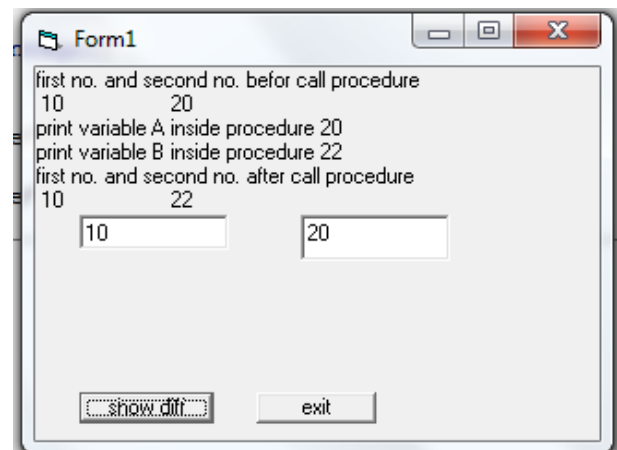 Form1
first no. and second no. befor call procedure
10 20
print variable A inside procedure 20
print variable B inside procedure 22
first no. and second no. after call procedure
10 22
10 20
show diff exit